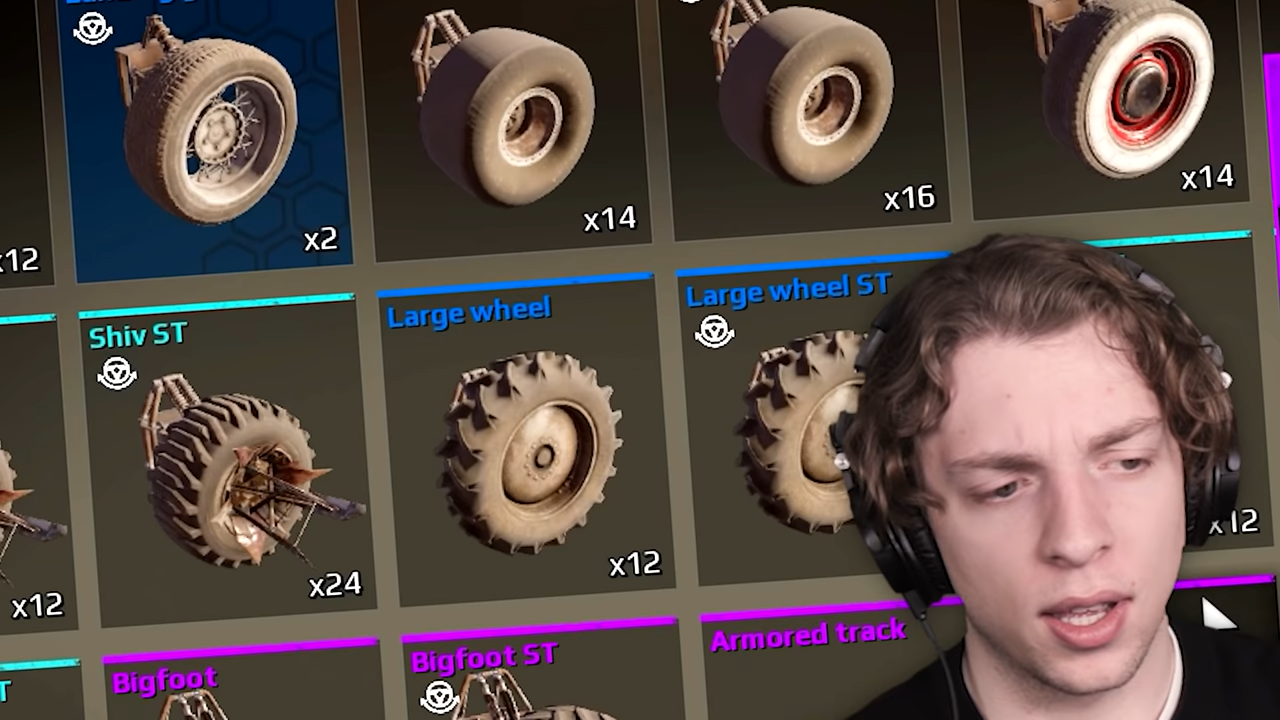 x12
x2
x14
x16
x14
Shiv ST
Large wheel
Large wheel ST
x12
x24
x12
x12
Bigfoot
Bigfoot ST
Armored track
T